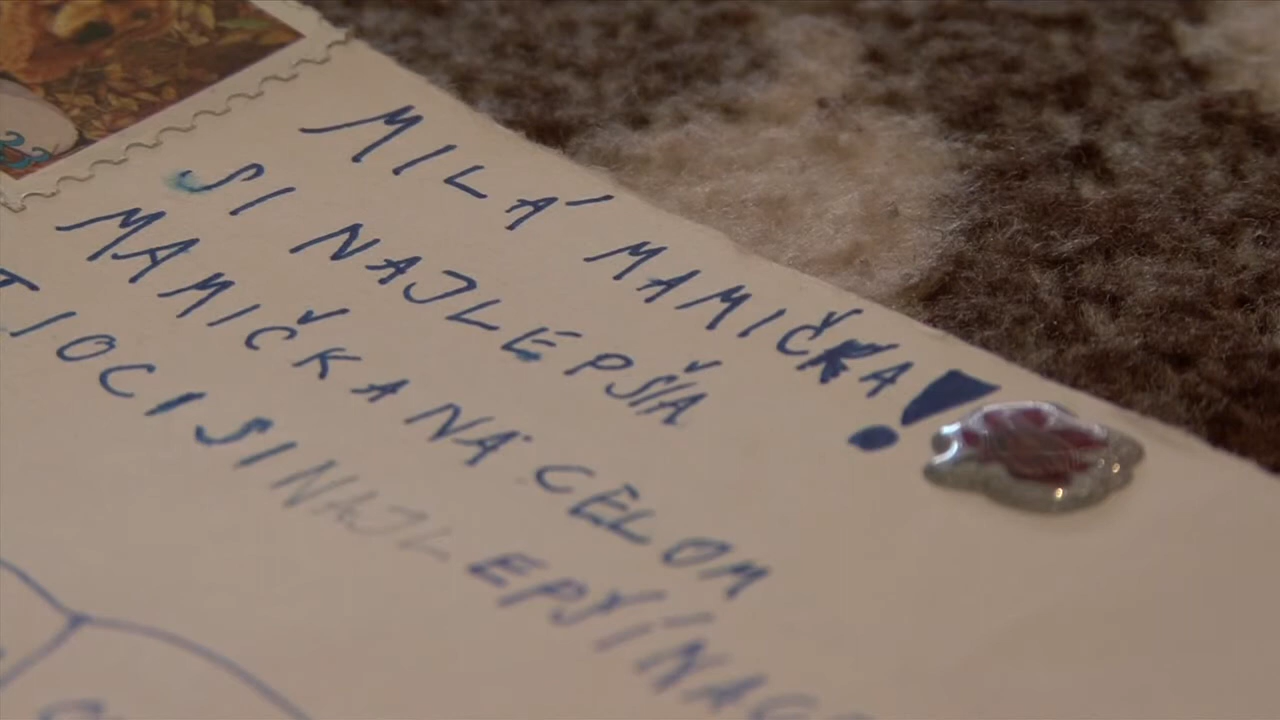 MILÁ MAMIČKA!
SI NAJLEPŠIA
MAMIČKA NA CELOM
OCI SI NAJLEPŠÍ NA